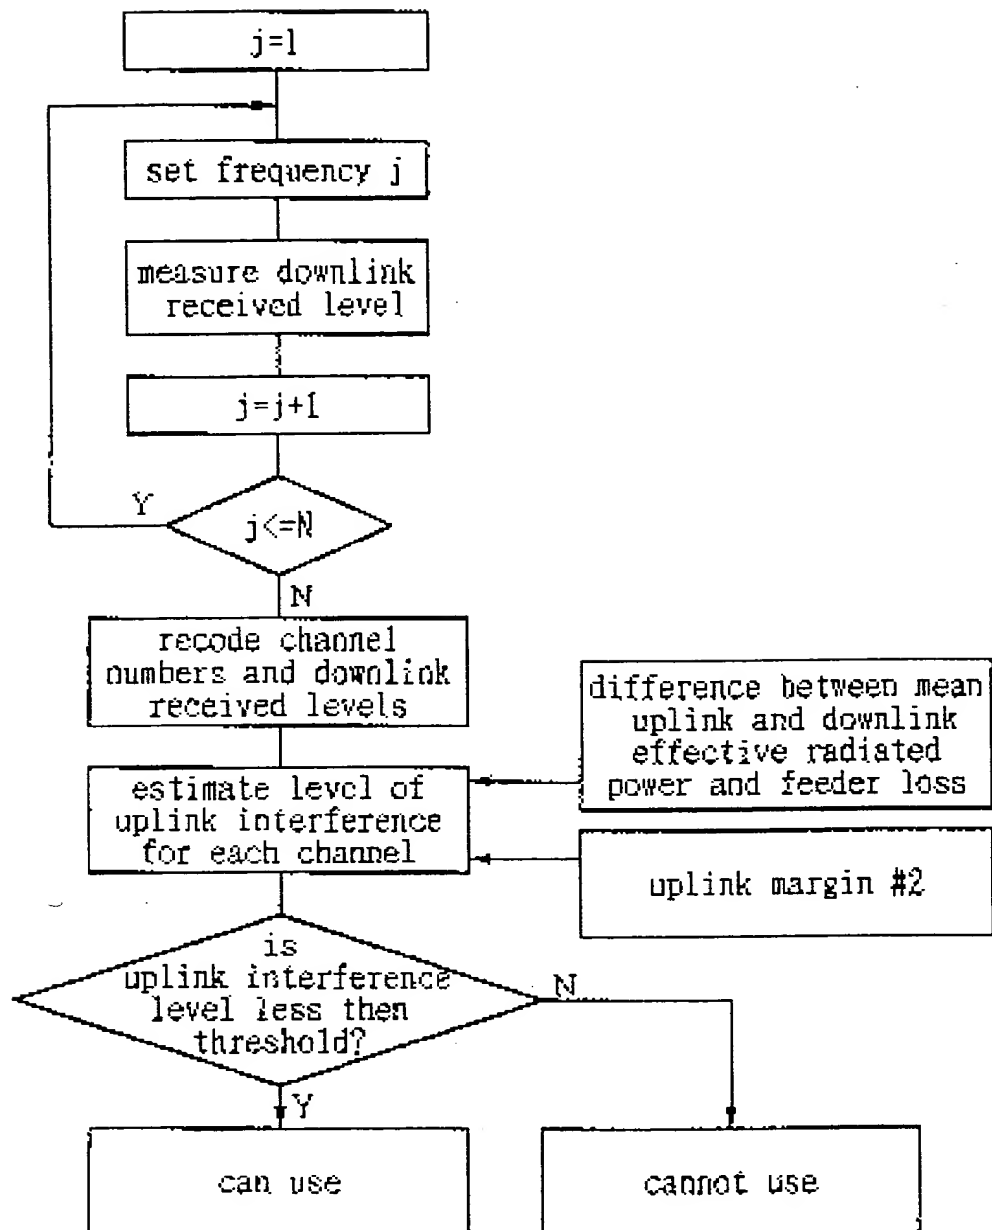 j=1
set frequency j
measure downlink
received level
j=j+1
Y
j<=N
N
recode channel
numbers and downlink
received levels
difference between mean
uplink and downlink
effective radiated
power and feeder loss
estimate level of
uplink interference
for each channel
uplink margin #2
is
uplink interference
level less then
threshold?
N
Y
can use
cannot use